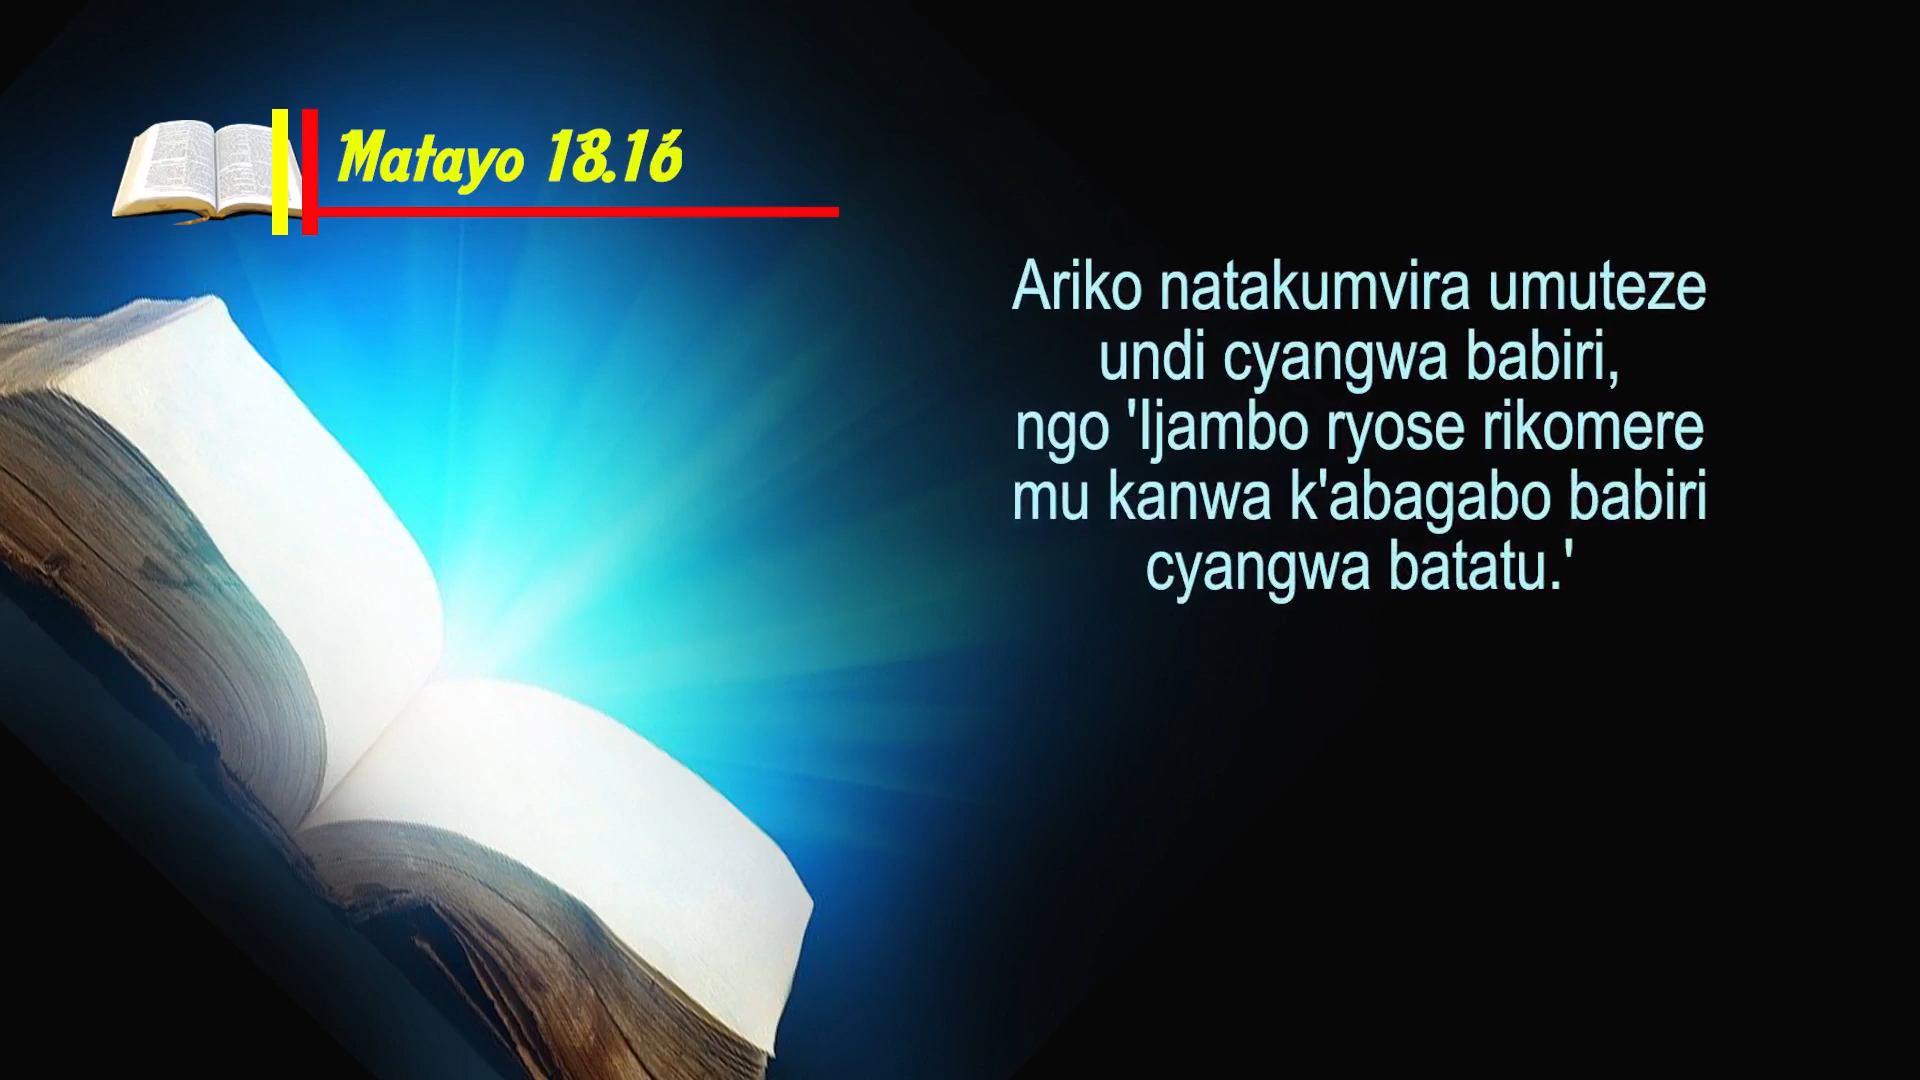 Matayo 18.16
Ariko natakumvira umuteze
undi cyangwa babiri,
ngo 'Ijambo ryose rikomere
mu kanwa k'abagabo babiri
cyangwa batatu.'